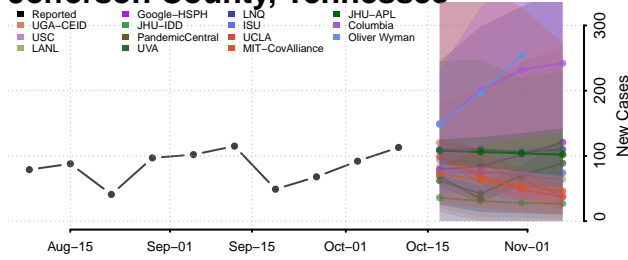 Jefferson County, Tennessee
Reported Google−HSPH LNQ JHU−APL
UGA−CEID JHU−IDD ISU Columbia
USC PandemicCentral UCLA Oliver Wyman
LANL UVA MIT−CovAlliance
300
200
100
0
New Cases
Aug−15 Sep−01 Sep−15 Oct−01 Oct−15 Nov−01